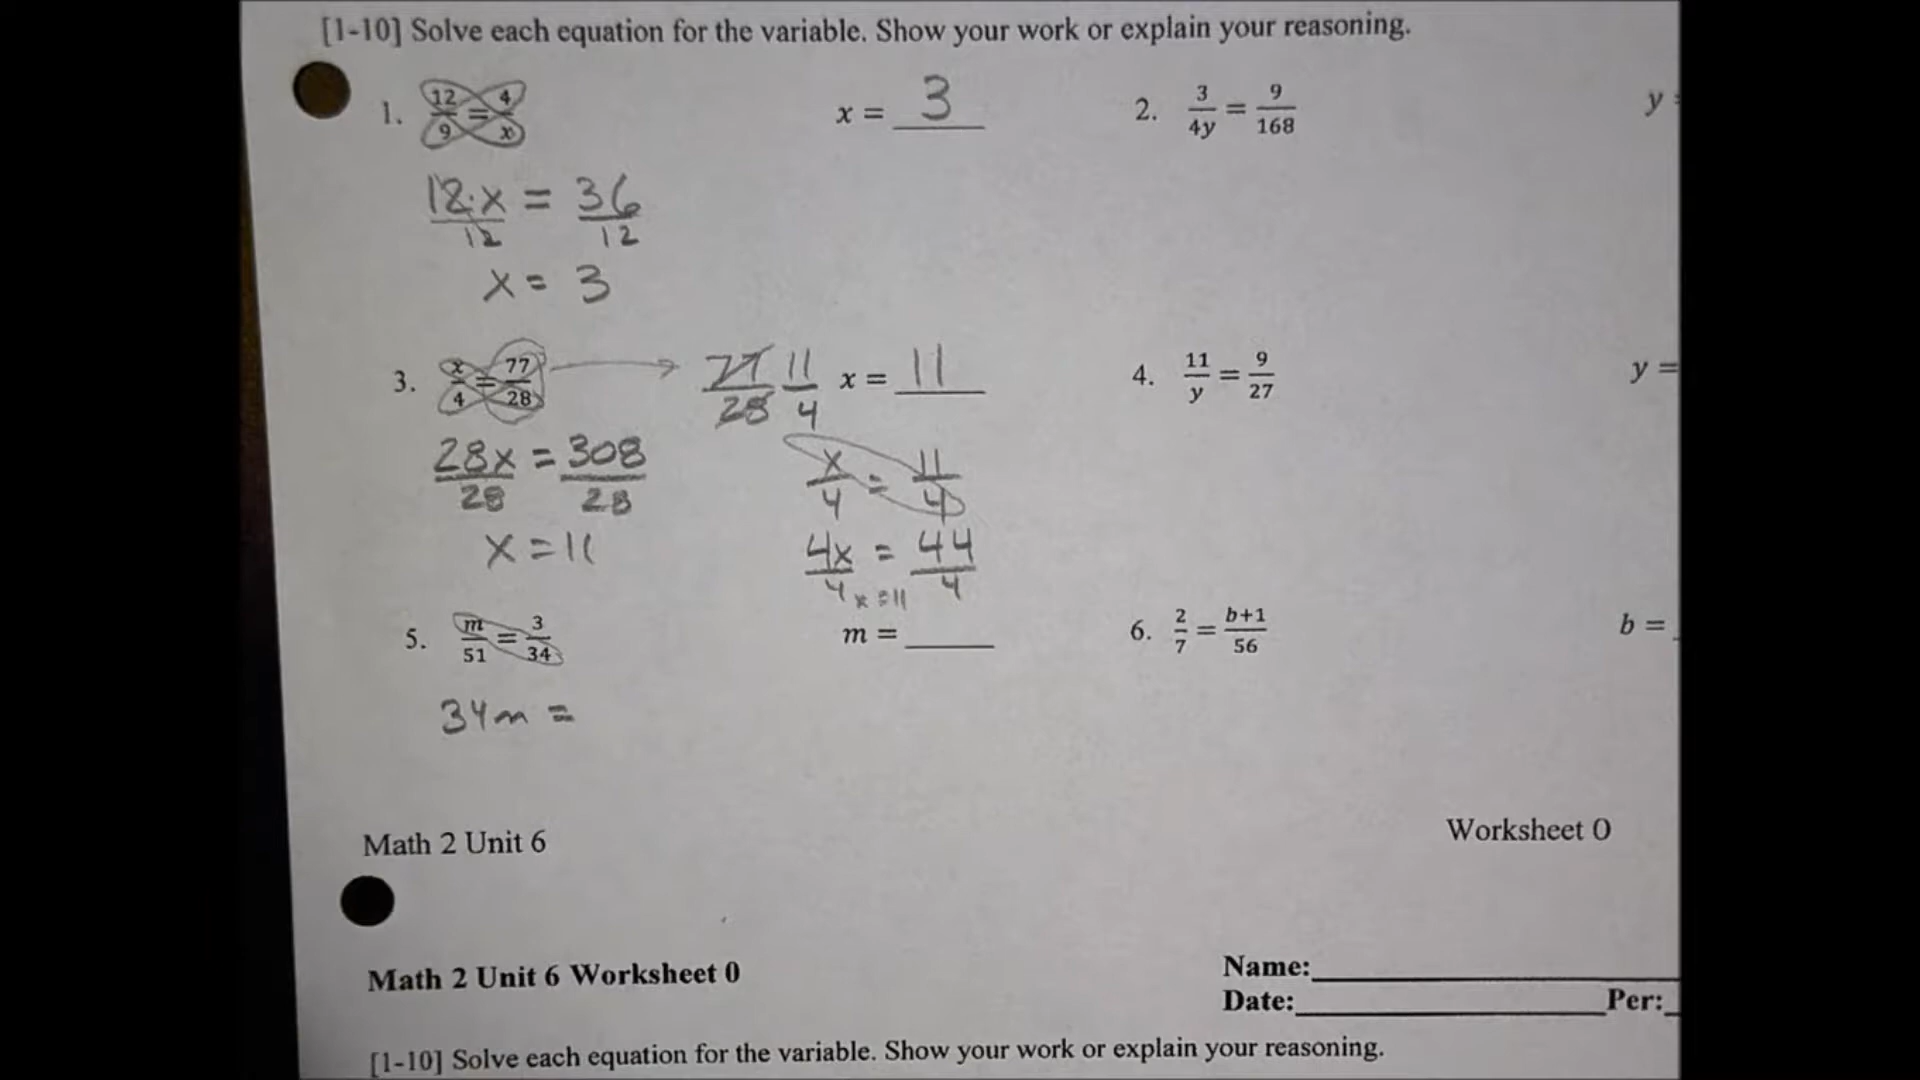 [1-10] Solve each equation for the variable. Show your work or explain your reasoning.
1. 12/9 = 4/x
x = 3
12·x = 36
12 12
x = 3
2. 3/4y = 9/168
y =
3. x/4 = 77/28
77/28 11/4
x = 11
28x = 308
28 28
x = 11
x/4 = 11/4
4x = 44
4 4
x = 11
4. 11/y = 9/27
y =
5. m/51 = 3/34
m = ____
34m =
6. 2/7 = b+1/56
b =
Math 2 Unit 6
Worksheet 0
Math 2 Unit 6 Worksheet 0
Name:
Date: Per:
[1-10] Solve each equation for the variable. Show your work or explain your reasoning.